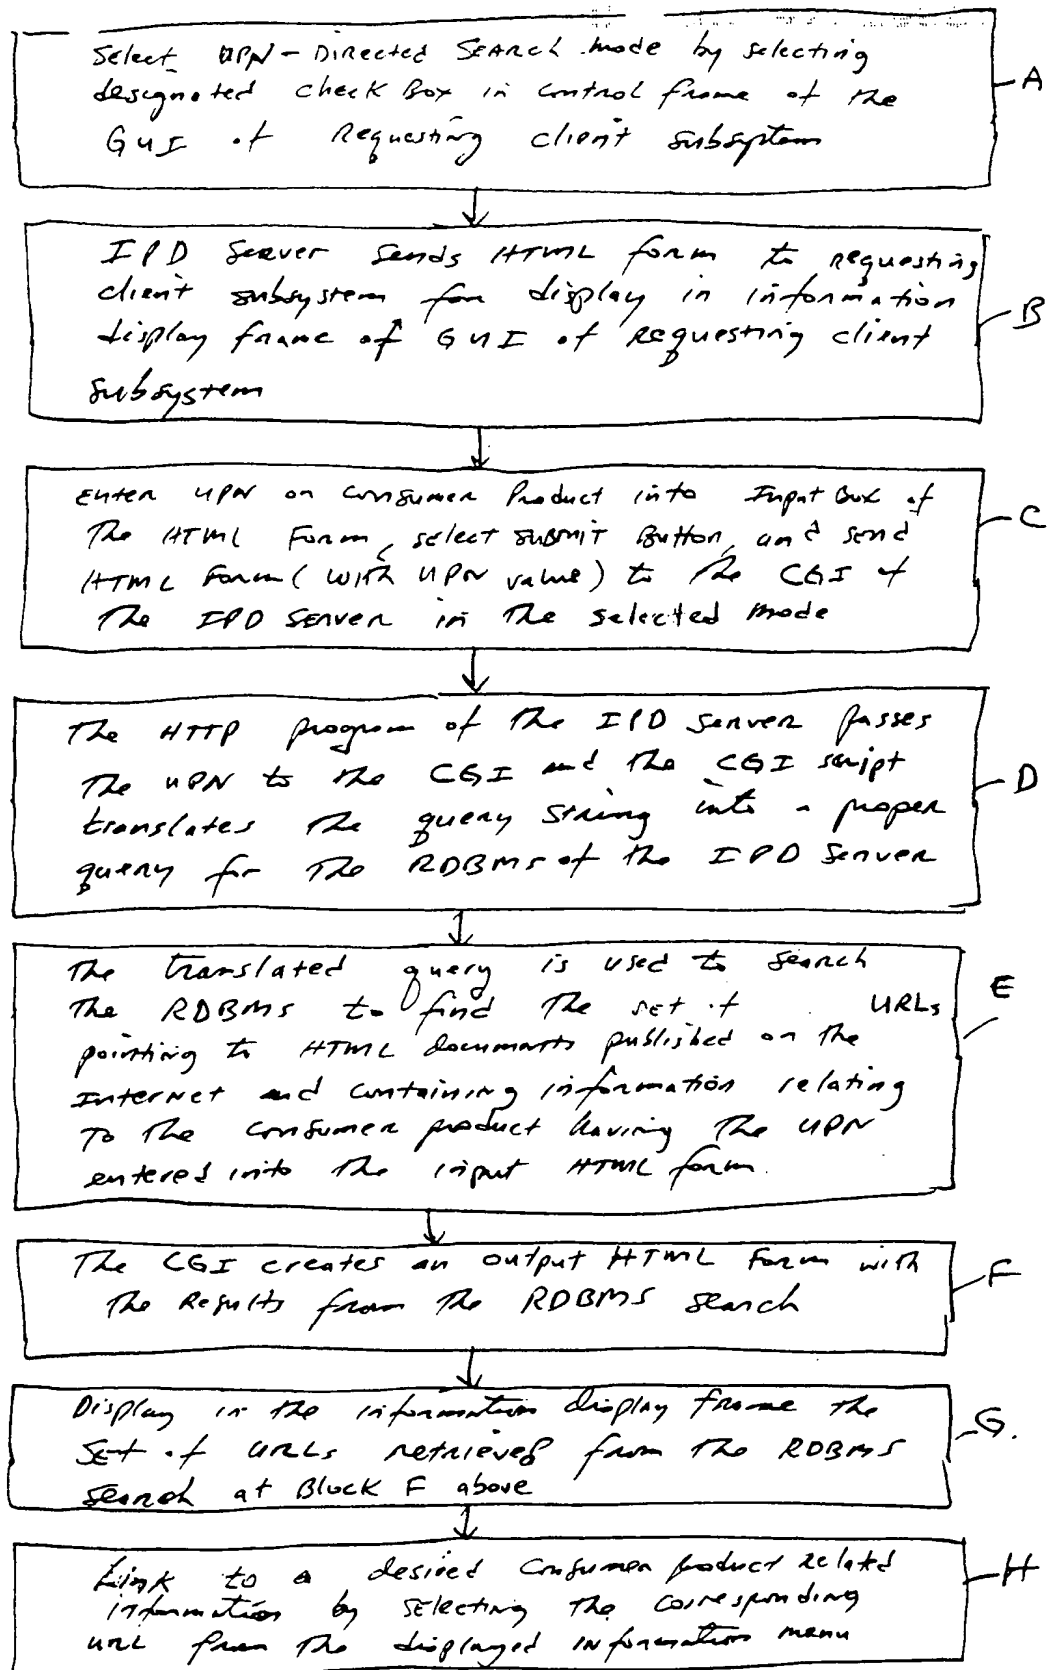 Select UPN-Directed Search mode by selecting
designated check Box in control frame of the
GUI of Requesting client subsystem
A
IPD Server sends HTML form to requesting
client subsystem for display in information
display frame of GUI of Requesting client
subsystem
B
Enter UPN on Consumer Product into Input Box of
The HTML Form, select submit Button, and send
HTML Form (with UPN value) to the CGI of
The IPD Server in the selected mode
C
The HTTP program of the IPD Server passes
The UPN to the CGI and the CGI script
translates the query string into a proper
query for the RDBMS of the IPD Server
D
The translated query is used to search
The RDBMS to find the set of URLs
pointing to HTML documents published on the
Internet and containing information relating
To the consumer product having the UPN
entered into the input HTML form.
E
The CGI creates an output HTML Form with
The Results from the RDBMS search
F
Display in the information display frame the
Set of URLs retrieved from the RDBMS
Search at Block F above
G.
Link to a desired Consumer product related
information by selecting the corresponding
URL from the displayed information menu
H